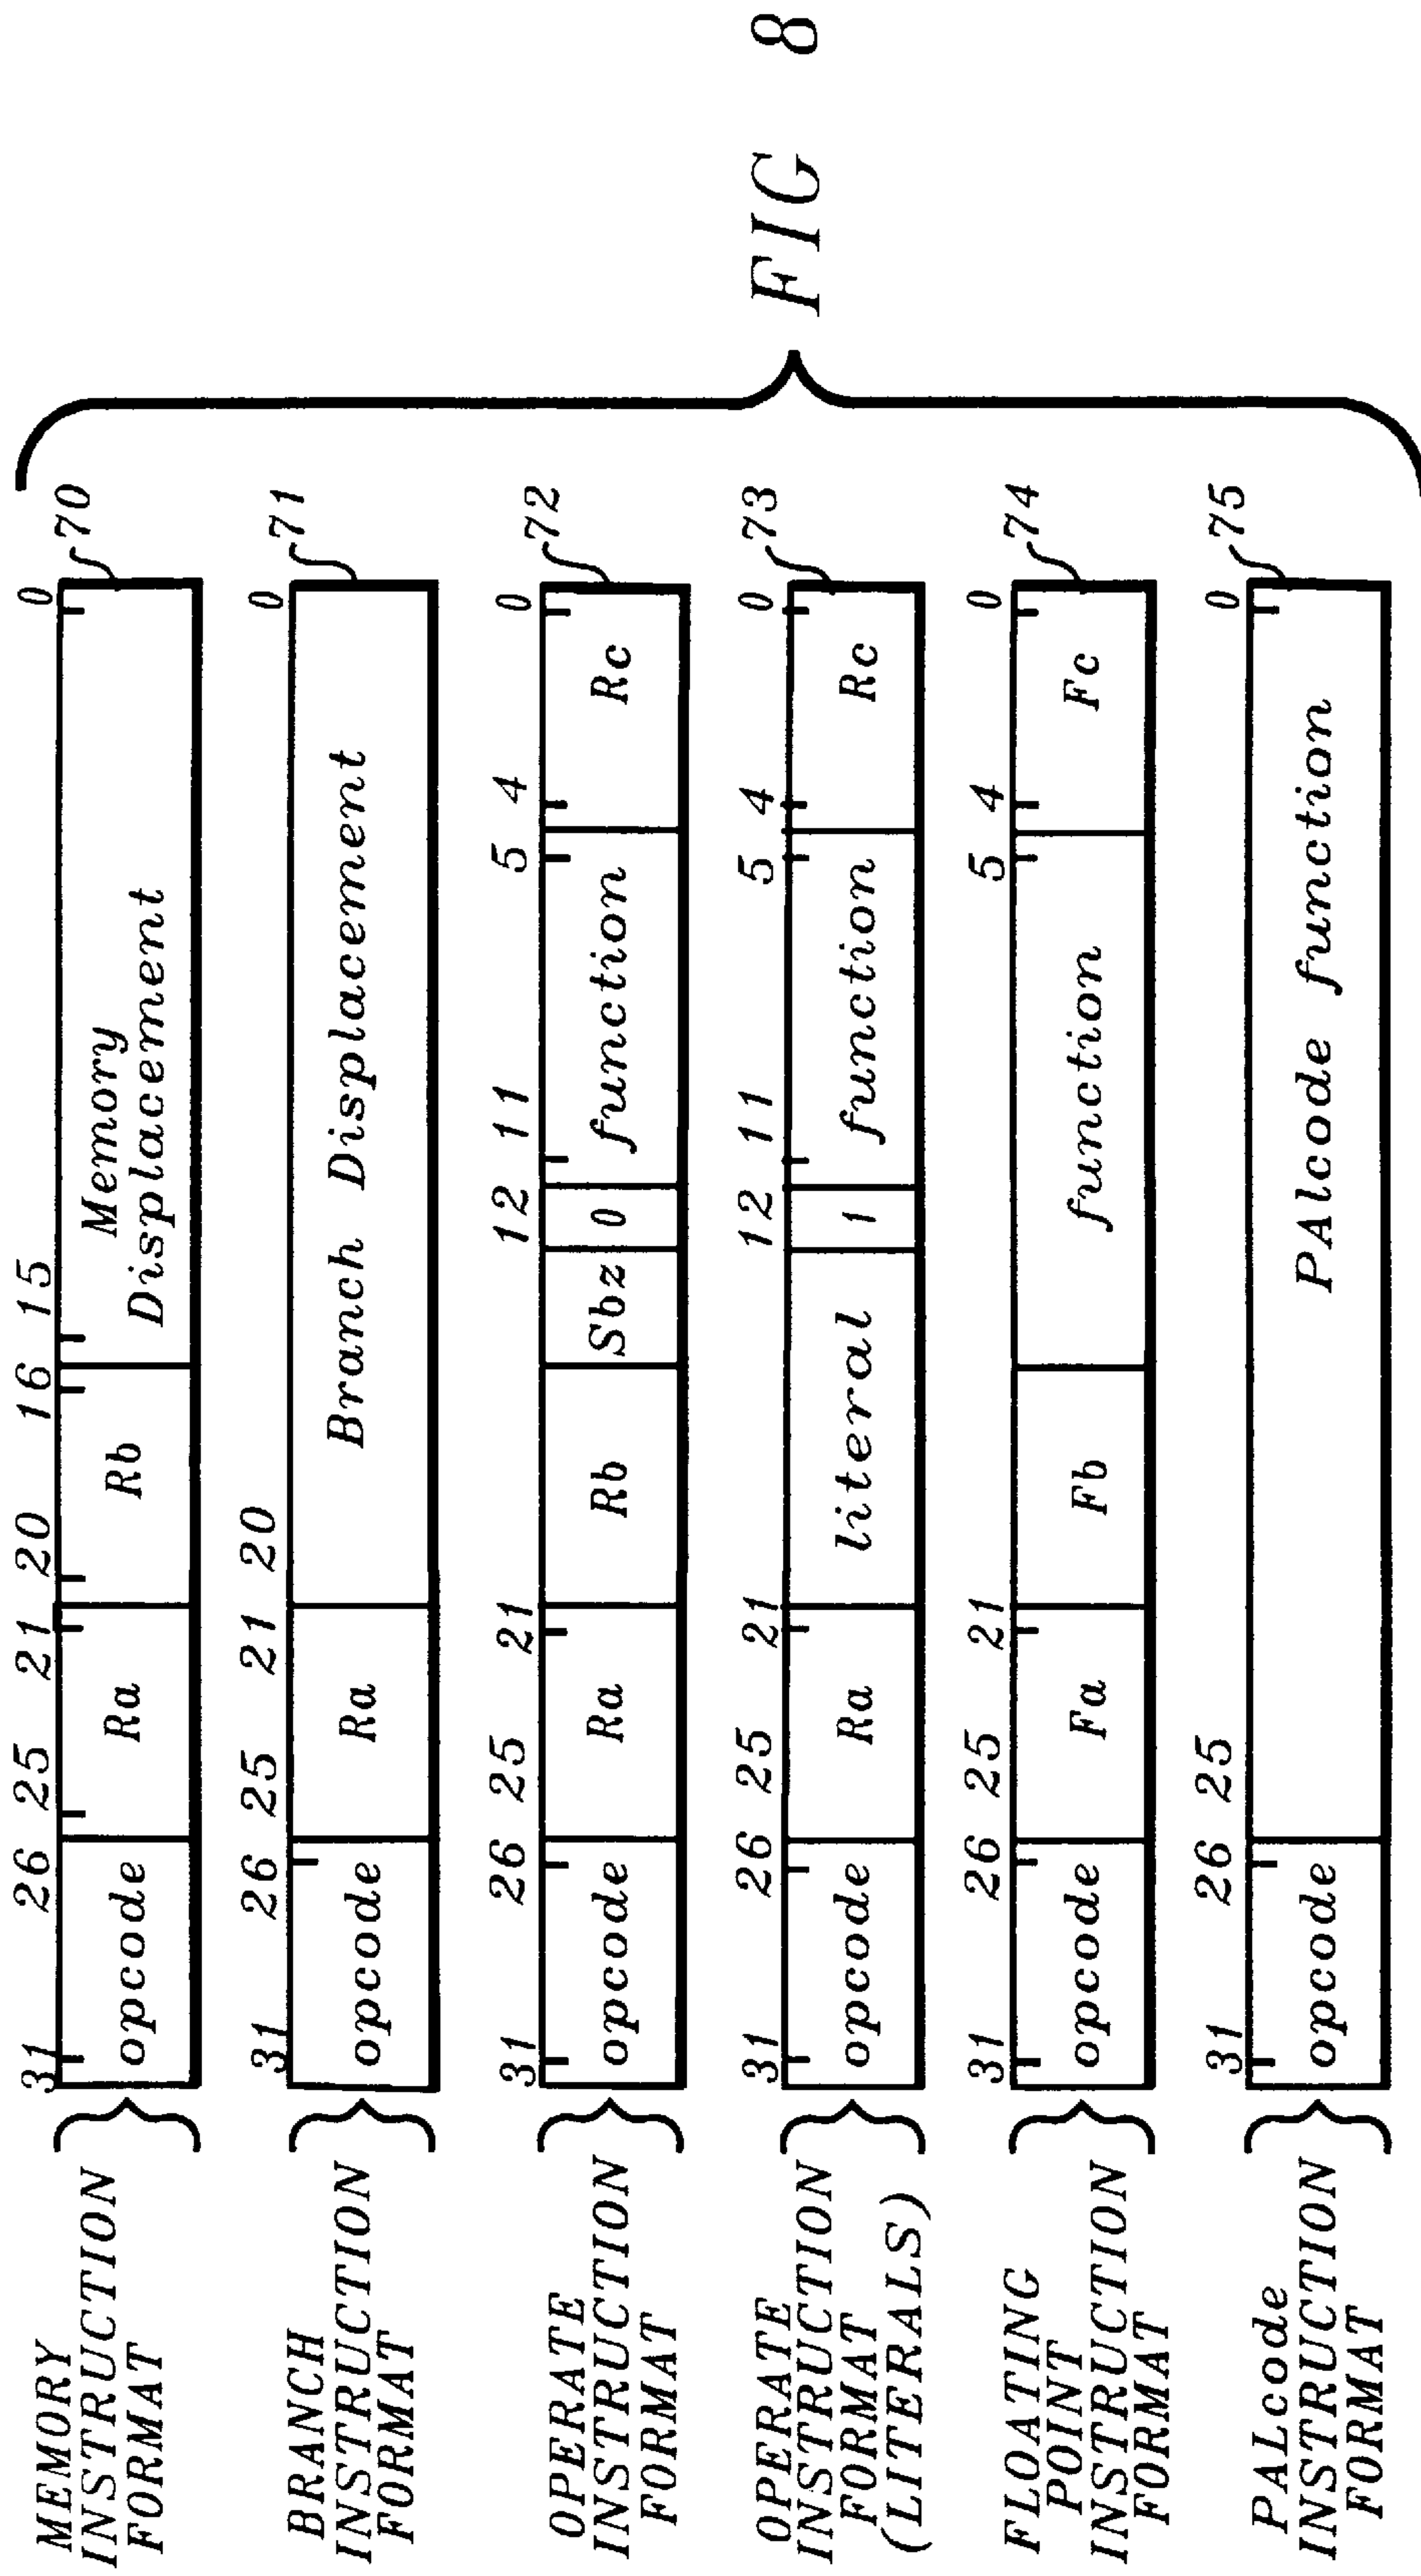 MEMORY
INSTRUCTION
FORMAT
31 26 25 21 20 16 15 0
opcode Ra Rb Memory
Displacement
70
BRANCH
INSTRUCTION
FORMAT
31 26 25 21 20 0
opcode Ra Branch Displacement
71
OPERATE
INSTRUCTION
FORMAT
31 26 25 21 12 11 5 4 0
opcode Ra Rb Sbz 0 function Rc
72
OPERATE
INSTRUCTION
FORMAT
(LITERALS)
31 26 25 21 12 11 5 4 0
opcode Ra literal 1 function Rc
73
FLOATING
POINT
INSTRUCTION
FORMAT
31 26 25 21 5 4 0
opcode Fa Fb function Fc
74
PALcode
INSTRUCTION
FORMAT
31 26 25 0
opcode PAlcode function
75
FIG 8